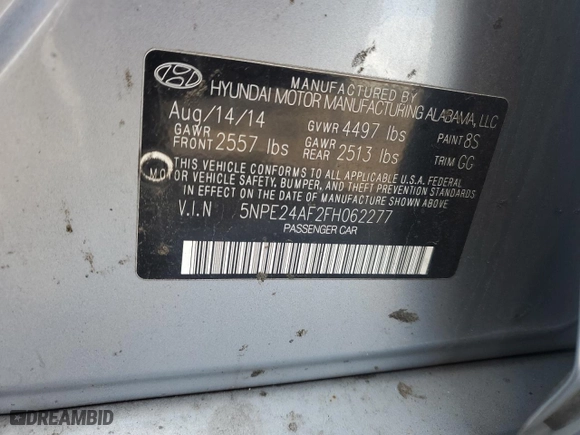 MANUFACTURED BY
HYUNDAI MOTOR MANUFACTURING ALABAMA, LLC
Aug/14/14 GVWR 4497 lbs PAINT 8S
GAWR FRONT 2557 lbs GAWR REAR 2513 lbs TRIM GG
THIS VEHICLE CONFORMS TO ALL APPLICABLE U.S.A. FEDERAL
MOTOR VEHICLE SAFETY, BUMPER, AND THEFT PREVENTION STANDARDS
IN EFFECT ON THE DATE OF MANUFACTURE SHOWN ABOVE.
V.I.N 5NPE24AF2FH062277
PASSENGER CAR
DREAMBID